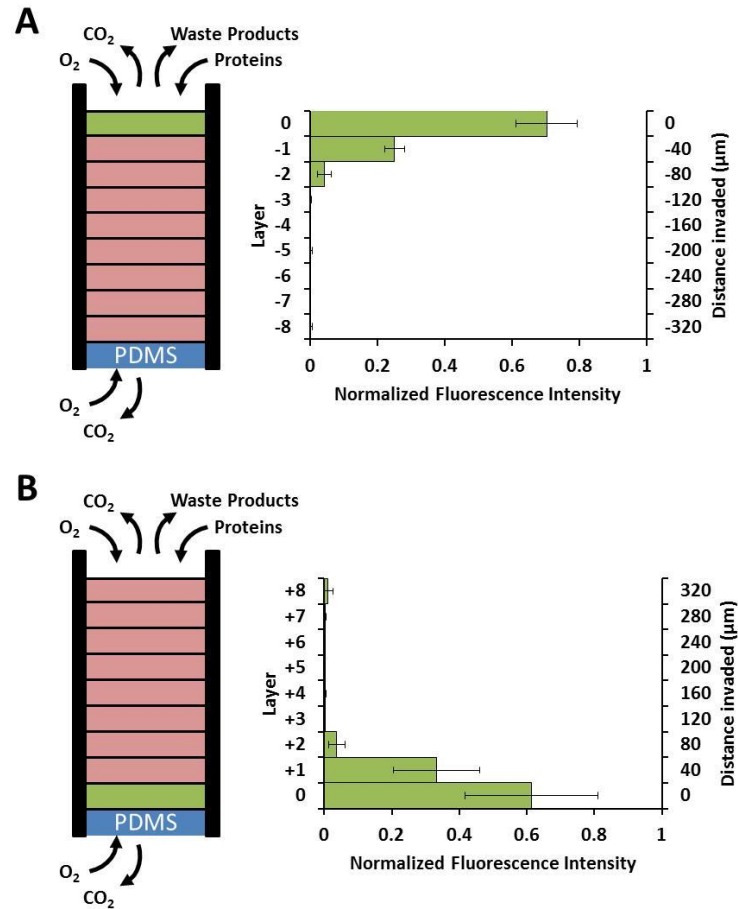 A
CO2
Waste Products
O2
Proteins
PDMS
O2
CO2
Layer
0
-1
-2
-3
-4
-5
-6
-7
-8
0
-40
-80
-120
-160
-200
-240
-280
-320
Distance invaded (µm)
0 0.2 0.4 0.6 0.8 1
Normalized Fluorescence Intensity
B
CO2
Waste Products
O2
Proteins
PDMS
O2
CO2
Layer
+8
+7
+6
+5
+4
+3
+2
+1
0
320
280
240
200
160
120
80
40
0
Distance invaded (µm)
0 0.2 0.4 0.6 0.8 1
Normalized Fluorescence Intensity